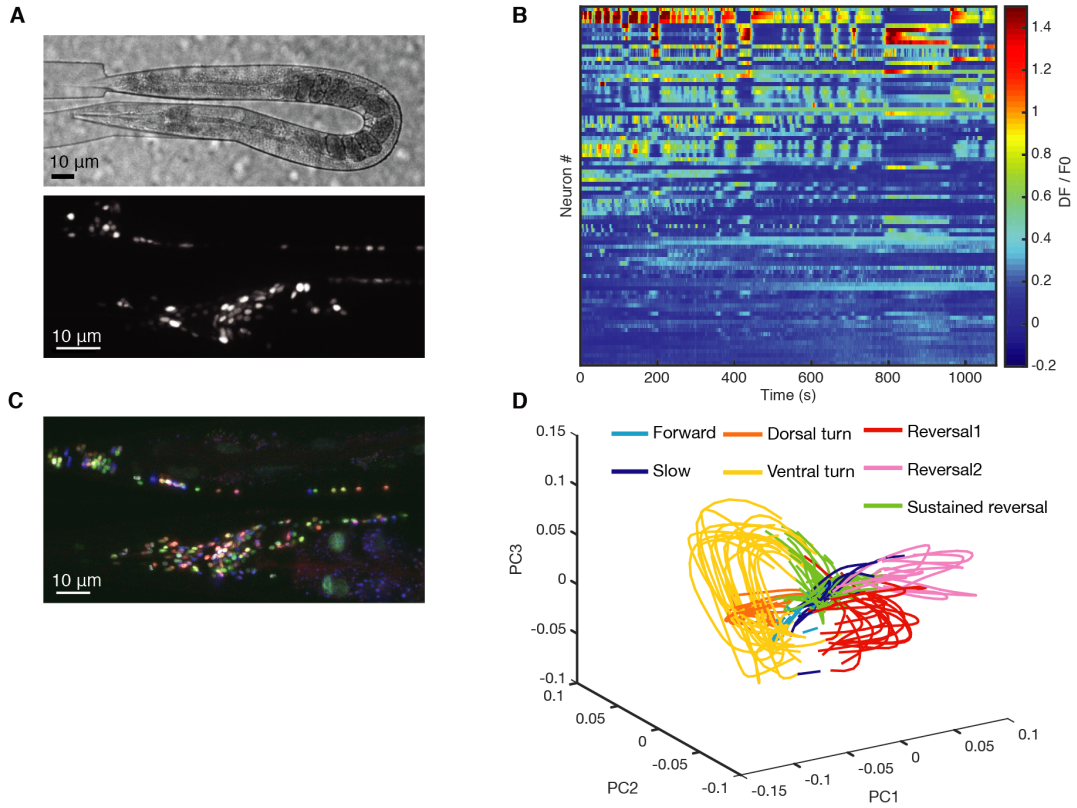 A
10 µm
10 µm
B
Neuron #
0
200
400
600
800
1000
Time (s)
1.4
1.2
1
0.8
0.6
0.4
0.2
0
-0.2
DF / F0
C
10 µm
D
Forward
Dorsal turn
Reversal1
Slow
Ventral turn
Reversal2
Sustained reversal
0.15
0.1
0.05
0
-0.05
-0.1
PC3
0.1
0.05
0
-0.05
-0.1
PC2
-0.15
-0.1
-0.05
0
0.05
0.1
PC1